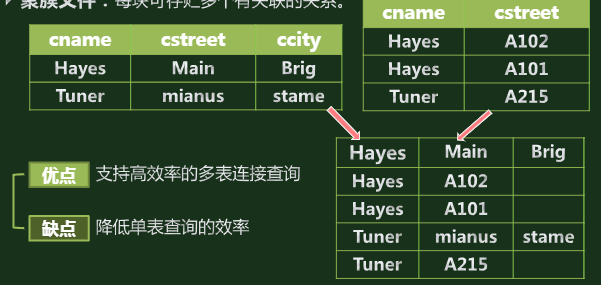 聚族文件：每块可存贮多个有关联的关系。
cname cstreet ccity
Hayes Main Brig
Tuner mianus stame
cname cstreet
Hayes A102
Hayes A101
Tuner A215
Hayes Main Brig
Hayes A102
Hayes A101
Tuner mianus stame
Tuner A215
优点 支持高效率的多表连接查询
缺点 降低单表查询的效率